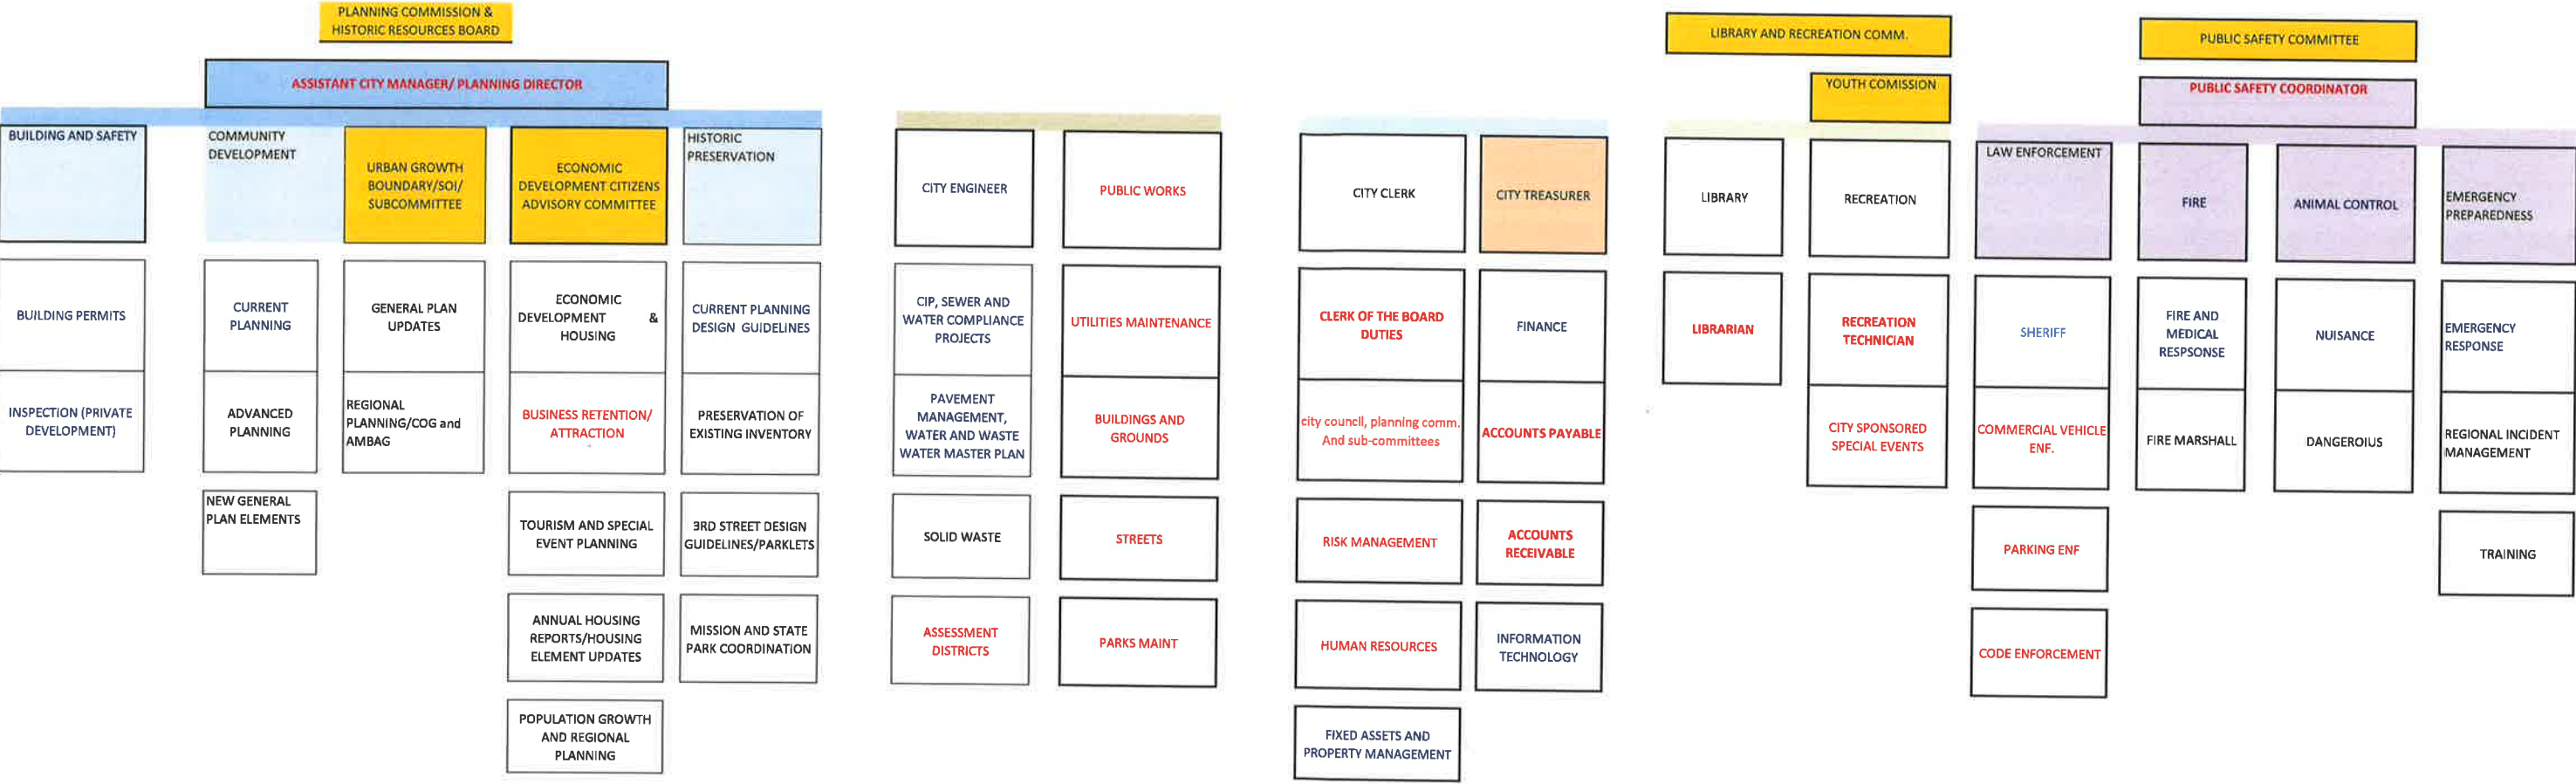 PLANNING COMMISSION &
HISTORIC RESOURCES BOARD
ASSISTANT CITY MANAGER/ PLANNING DIRECTOR
BUILDING AND SAFETY
BUILDING PERMITS
INSPECTION (PRIVATE
DEVELOPMENT)
COMMUNITY
DEVELOPMENT
CURRENT
PLANNING
ADVANCED
PLANNING
NEW GENERAL
PLAN ELEMENTS
URBAN GROWTH
BOUNDARY/SOI/
SUBCOMMITTEE
GENERAL PLAN
UPDATES
REGIONAL
PLANNING/COG and
AMBAG
ECONOMIC
DEVELOPMENT CITIZENS
ADVISORY COMMITTEE
ECONOMIC
DEVELOPMENT &
HOUSING
BUSINESS RETENTION/
ATTRACTION
TOURISM AND SPECIAL
EVENT PLANNING
ANNUAL HOUSING
REPORTS/HOUSING
ELEMENT UPDATES
POPULATION GROWTH
AND REGIONAL
PLANNING
HISTORIC
PRESERVATION
CURRENT PLANNING
DESIGN GUIDELINES
PRESERVATION OF
EXISTING INVENTORY
3RD STREET DESIGN
GUIDELINES/PARKLETS
MISSION AND STATE
PARK COORDINATION
CITY ENGINEER
CIP, SEWER AND
WATER COMPLIANCE
PROJECTS
PAVEMENT
MANAGEMENT,
WATER AND WASTE
WATER MASTER PLAN
SOLID WASTE
ASSESSMENT
DISTRICTS
PUBLIC WORKS
UTILITIES MAINTENANCE
BUILDINGS AND
GROUNDS
STREETS
PARKS MAINT
CITY CLERK
CLERK OF THE BOARD
DUTIES
city council, planning comm.
And sub-committees
RISK MANAGEMENT
HUMAN RESOURCES
FIXED ASSETS AND
PROPERTY MANAGEMENT
CITY TREASURER
FINANCE
ACCOUNTS PAYABLE
ACCOUNTS
RECEIVABLE
INFORMATION
TECHNOLOGY
LIBRARY AND RECREATION COMM.
YOUTH COMISSION
LIBRARY
LIBRARIAN
RECREATION
RECREATION
TECHNICIAN
CITY SPONSORED
SPECIAL EVENTS
PUBLIC SAFETY COMMITTEE
PUBLIC SAFETY COORDINATOR
LAW ENFORCEMENT
SHERIFF
COMMERCIAL VEHICLE
ENF.
PARKING ENF
CODE ENFORCEMENT
FIRE
FIRE AND
MEDICAL
RESPSONSE
FIRE MARSHALL
ANIMAL CONTROL
NUISANCE
DANGEROIUS
EMERGENCY
PREPAREDNESS
EMERGENCY
RESPONSE
REGIONAL INCIDENT
MANAGEMENT
TRAINING